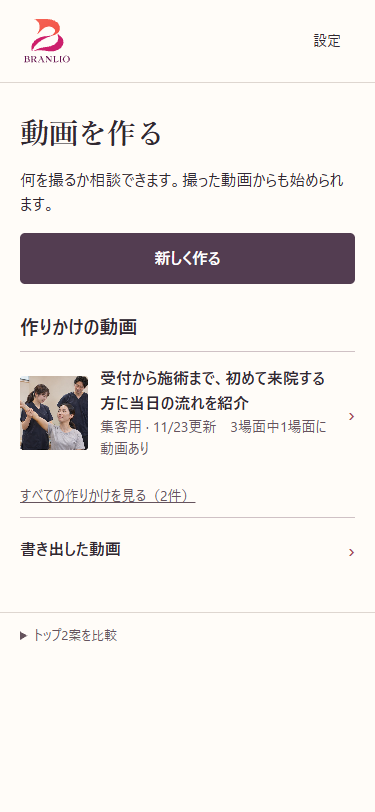 BRANLIO
設定
動画を作る
何を撮るか相談できます。撮った動画からも始められ
ます。
新しく作る
作りかけの動画
受付から施術まで、初めて来院する
方に当日の流れを紹介
集客用 · 11/23更新　3場面中1場面に
動画あり
›
すべての作りかけを見る（2件）
書き出した動画
›
▶ トップ2案を比較